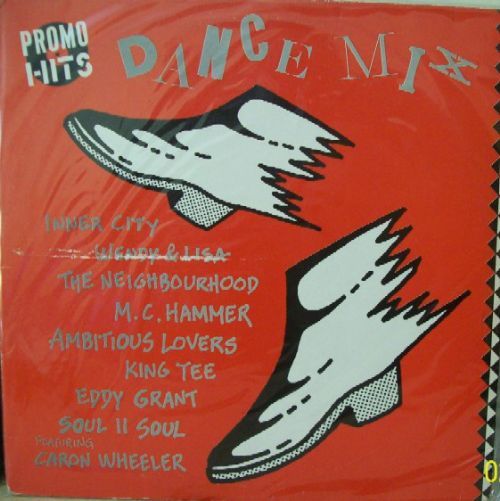 PROMO
HITS
DANCE MIX
INNER CITY
WENDY & LISA
THE NEIGHBOURHOOD
M.C. HAMMER
AMBITIOUS LOVERS
KING TEE
EDDY GRANT
SOUL II SOUL
FEATURING
CARON WHEELER